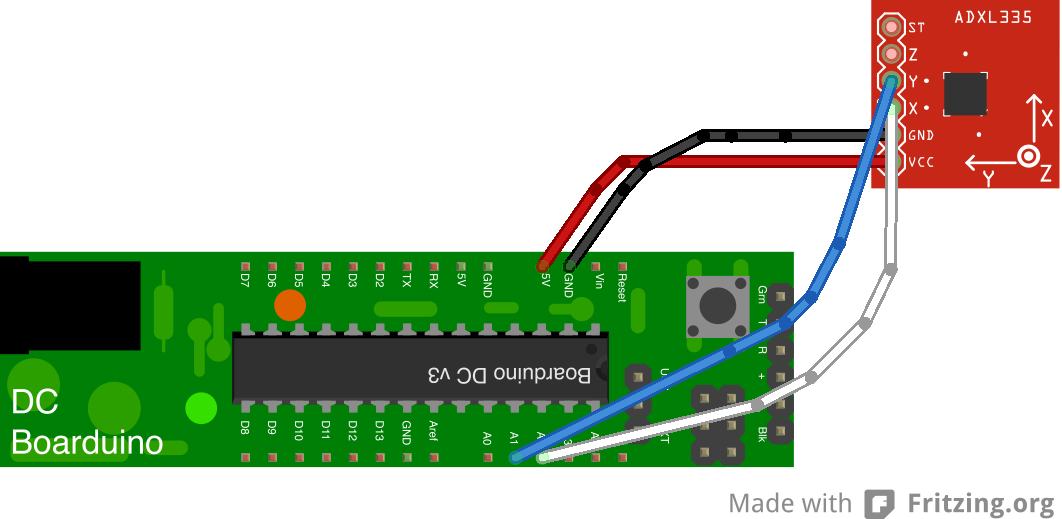 ADXL335
ST
Z
Y
X
GND
VCC
X
Y
Z
D7 D6 D5 D4 D3 D2 TX RX 5V GND 5V GND Vin Reset
Grn
T
R
+
Blk
Boarduino DC v3
DC
Boarduino
D8 D9 D10 D11 D12 D13 GND Aref A0 A1
Made with Fritzing.org